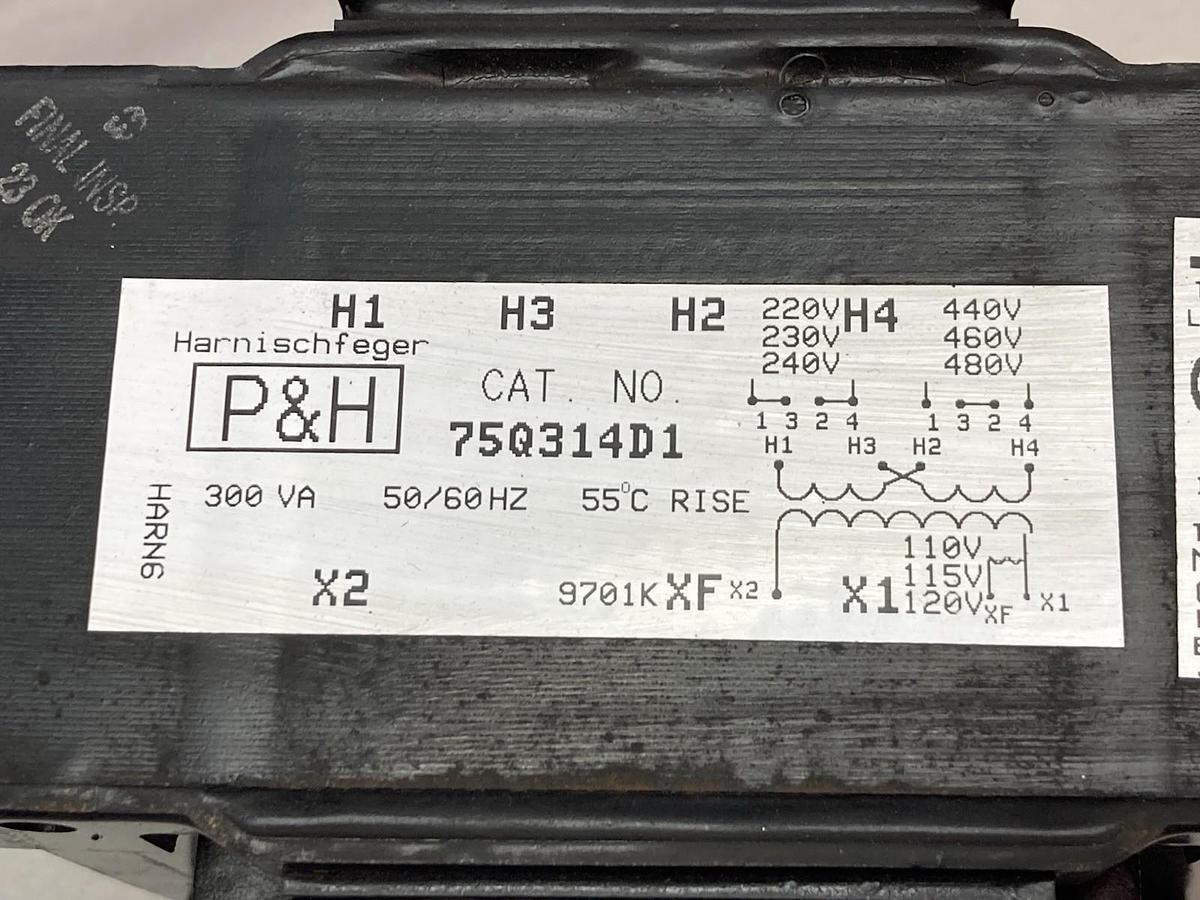 FINAL INSP
23 OK
H1 H3 H2 220V H4 440V
230V 460V
240V 480V
Harnischfeger
P&H
CAT. NO.
75Q314D1
1 3 2 4 1 3 2 4
H1 H3 H2 H4
300 VA 50/60 HZ 55°C RISE
HARN6
110V
115V
120V
X2 9701K XF X2 X1 XF X1